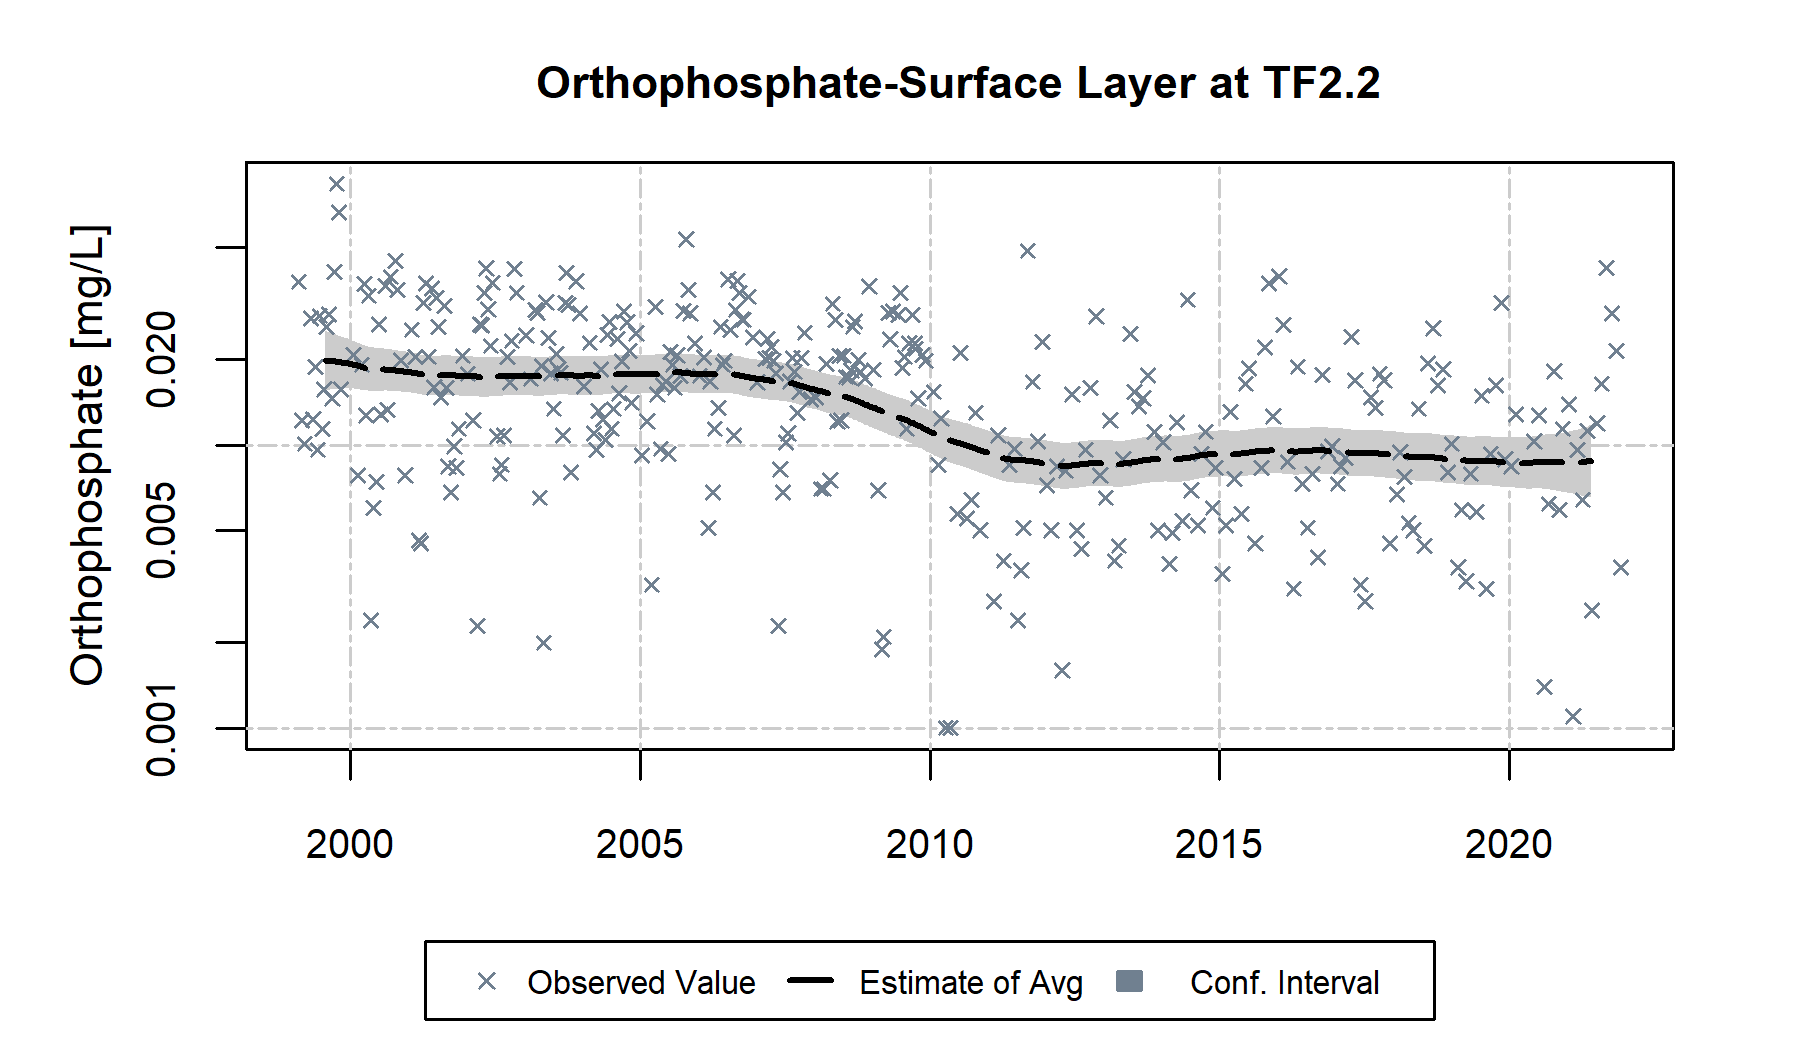 Orthophosphate-Surface Layer at TF2.2
Orthophosphate [mg/L]
0.020
0.005
0.001
2000 2005 2010 2015 2020
Observed Value Estimate of Avg Conf. Interval